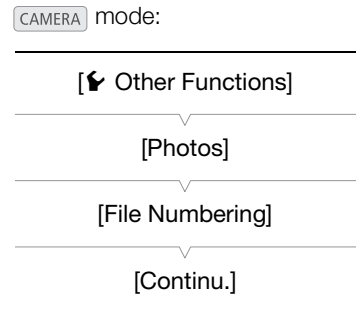 CAMERA mode:
[ Other Functions]
[Photos]
[File Numbering]
[Continu.]